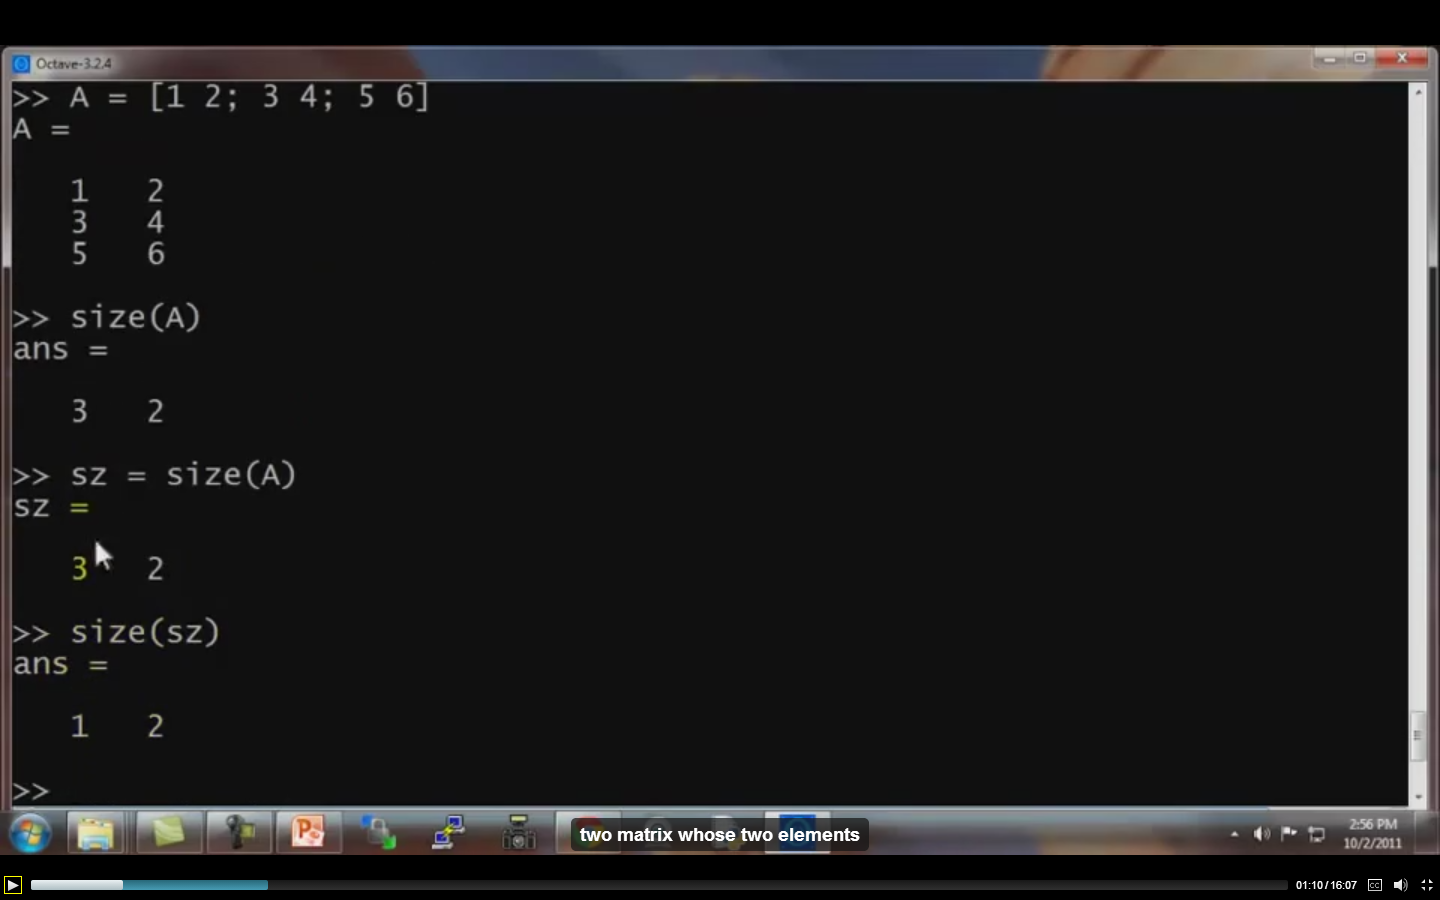 Octave-3.2.4
>> A = [1 2; 3 4; 5 6]
A =
1 2
3 4
5 6
>> size(A)
ans =
3 2
>> sz = size(A)
sz =
3 2
>> size(sz)
ans =
1 2
>>
two matrix whose two elements
2:56 PM
10/2/2011
01:10/16:07
CC